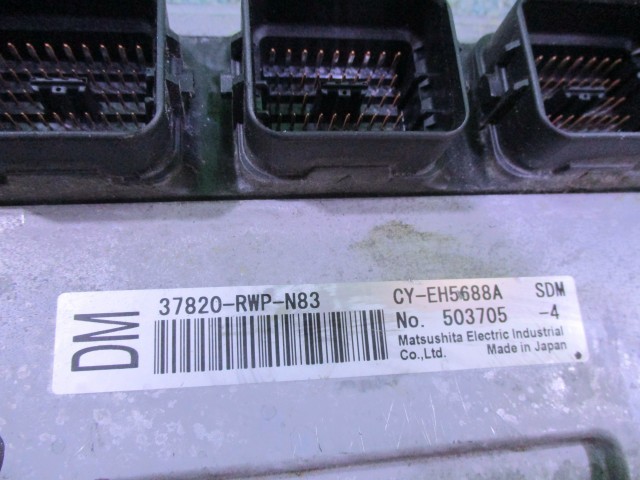 DM
37820-RWP-N83
CY-EH5688A SDM
No. 503705 -4
Matsushita Electric Industrial
Co.,Ltd. Made in Japan